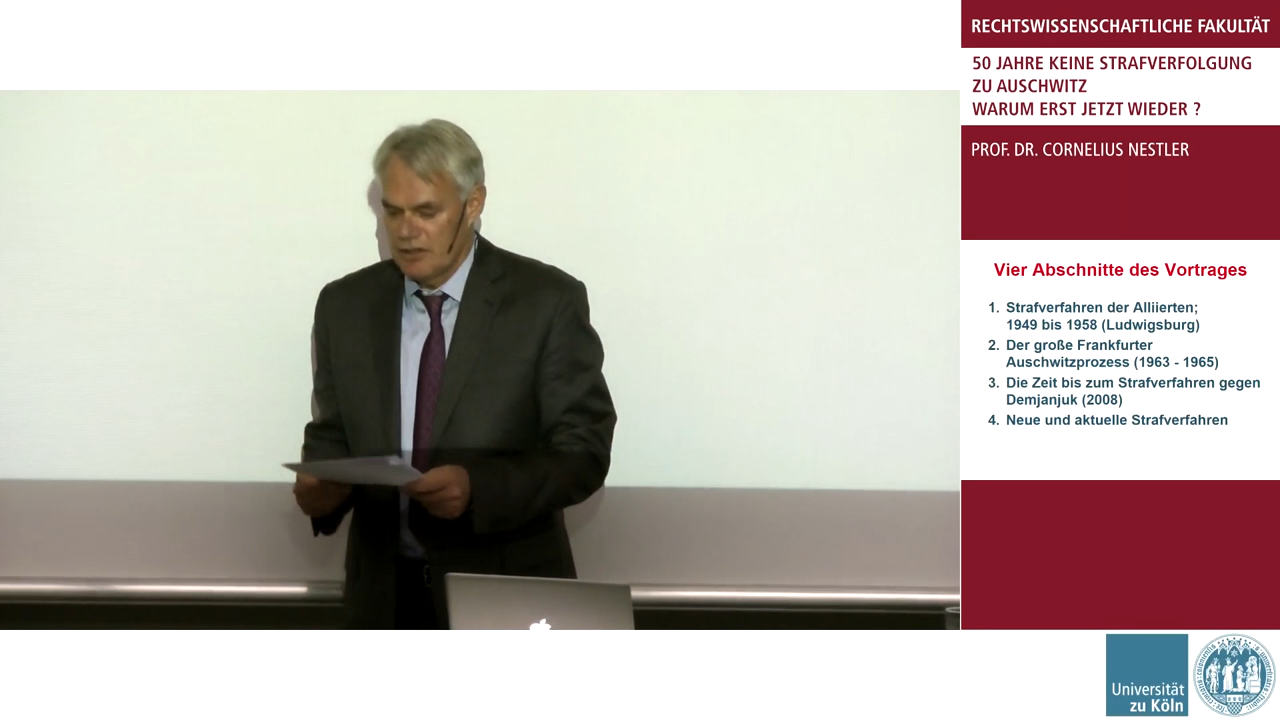 RECHTSWISSENSCHAFTLICHE FAKULTÄT
50 JAHRE KEINE STRAFVERFOLGUNG
ZU AUSCHWITZ
WARUM ERST JETZT WIEDER ?
PROF. DR. CORNELIUS NESTLER
Vier Abschnitte des Vortrages
1. Strafverfahren der Alliierten;
1949 bis 1958 (Ludwigsburg)
2. Der große Frankfurter
Auschwitzprozess (1963 - 1965)
3. Die Zeit bis zum Strafverfahren gegen
Demjanjuk (2008)
4. Neue und aktuelle Strafverfahren
Universität
zu Köln